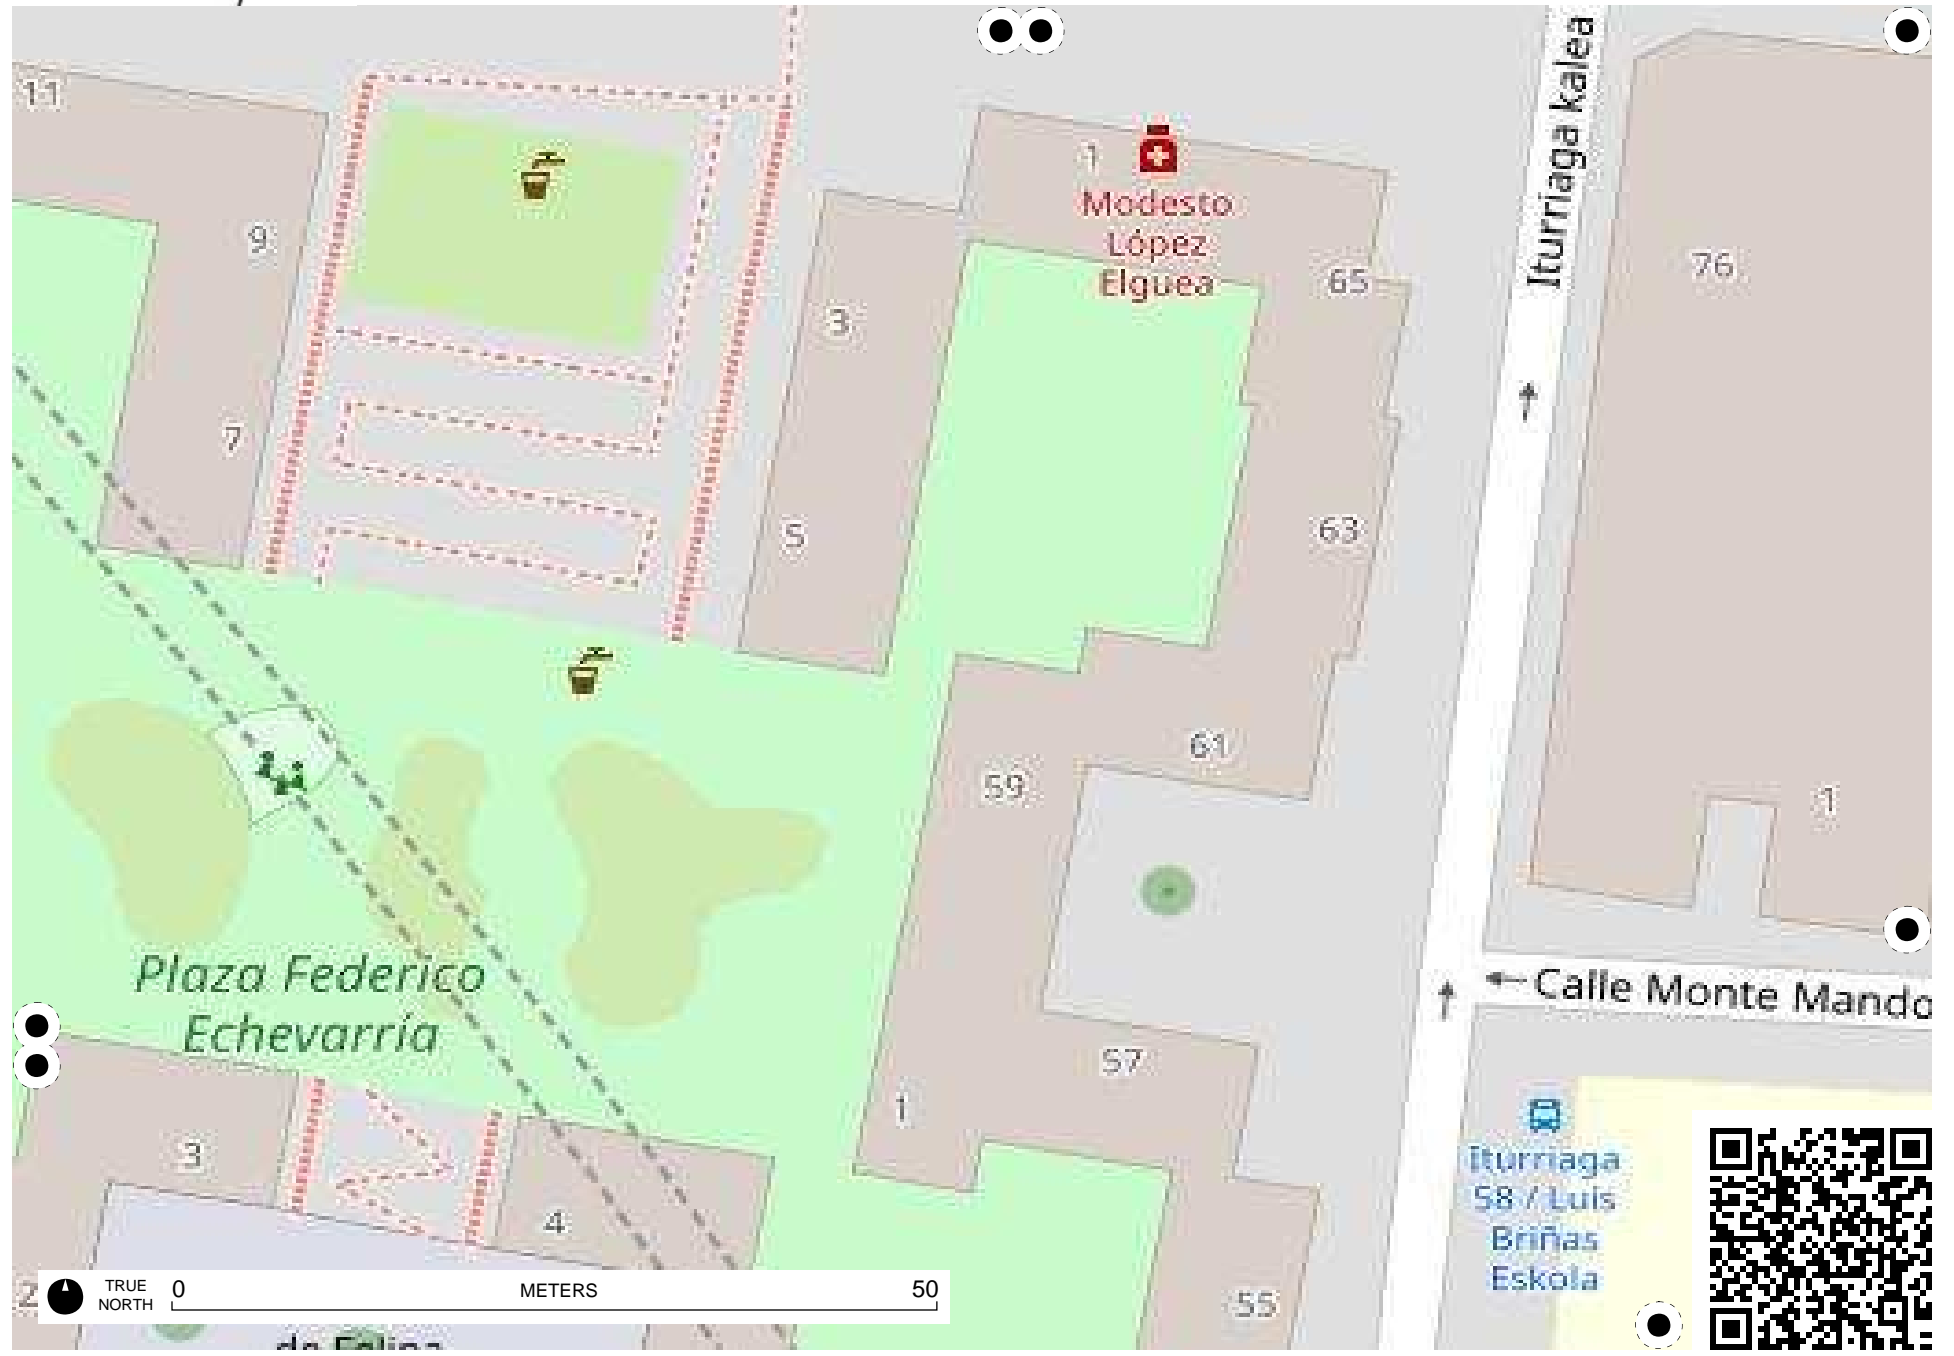 Iturriaga kalea
11
1
Modesto
López
Elguea
9
65
76
3
7
5
63
61
59
1
Plaza Federico
Echevarría
Calle Monte Mando
57
1
3
Iturriaga
58 / Luis
Briñas
Eskola
4
55
2
TRUE
NORTH
0 METERS 50